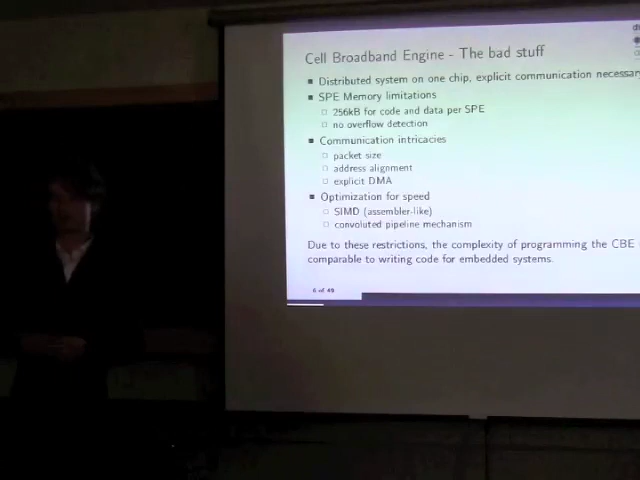 Cell Broadband Engine - The bad stuff
Distributed system on one chip, explicit communication necessary
SPE Memory limitations
256kB for code and data per SPE
no overflow detection
Communication intricacies
packet size
address alignment
explicit DMA
Optimization for speed
SIMD (assembler-like)
convoluted pipeline mechanism
Due to these restrictions, the complexity of programming the CBE
comparable to writing code for embedded systems.
6 of 49